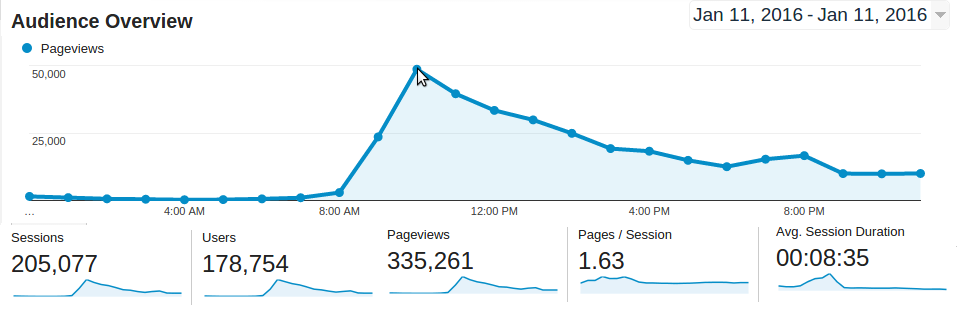 Audience Overview
Jan 11, 2016 - Jan 11, 2016
Pageviews
50,000
25,000
... 4:00 AM 8:00 AM 12:00 PM 4:00 PM 8:00 PM
Sessions
205,077
Users
178,754
Pageviews
335,261
Pages / Session
1.63
Avg. Session Duration
00:08:35